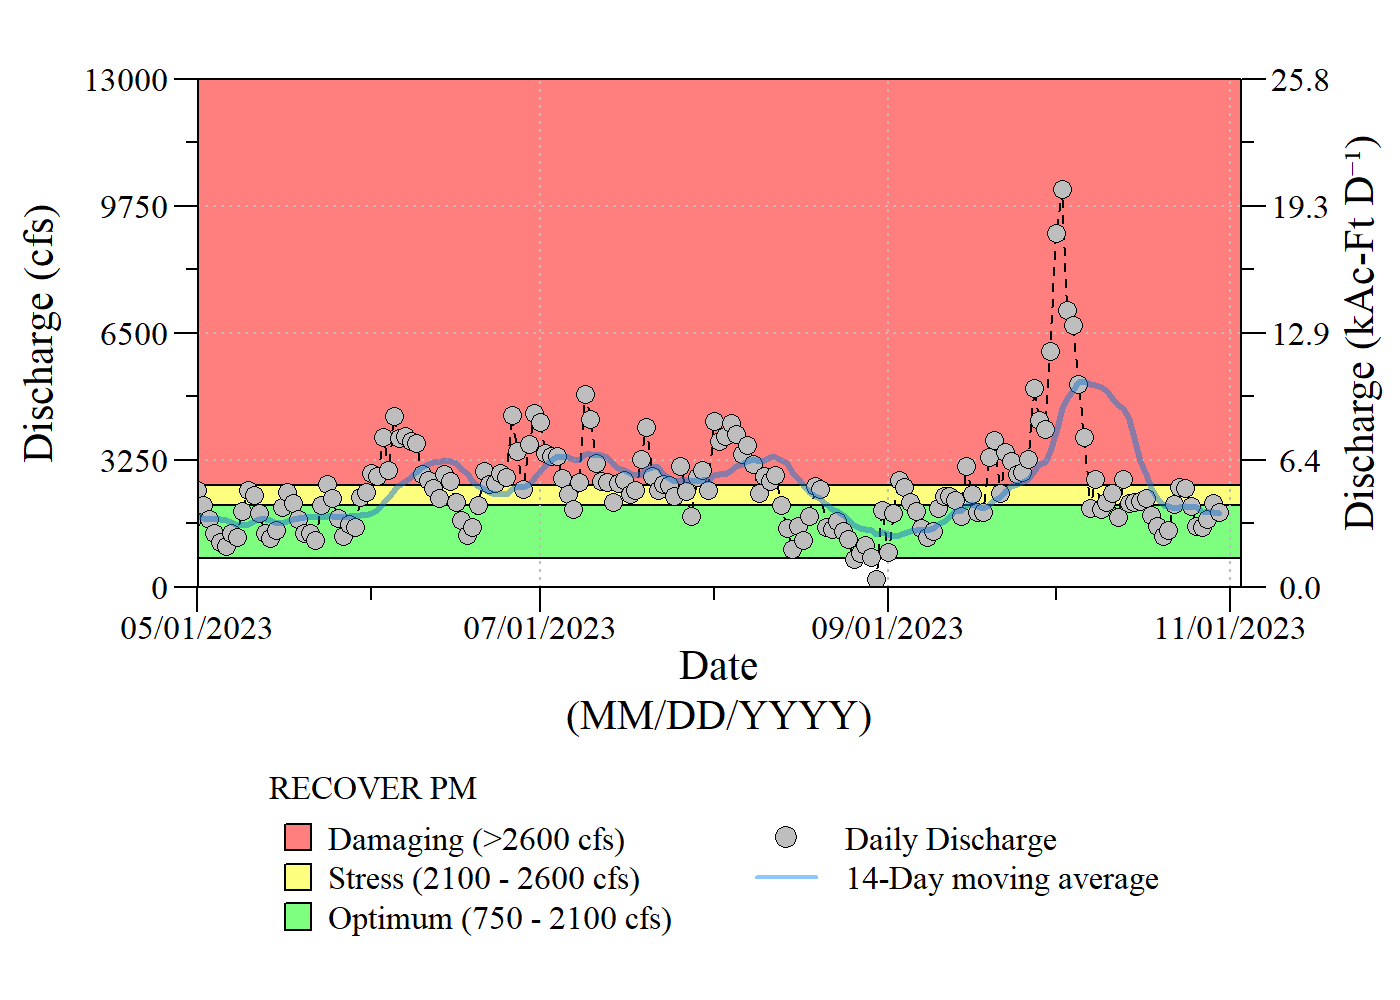 13000
9750
6500
3250
0
Discharge (cfs)
25.8
19.3
12.9
6.4
0.0
Discharge (kAc-Ft D⁻¹)
05/01/2023
07/01/2023
09/01/2023
11/01/2023
Date
(MM/DD/YYYY)
RECOVER PM
Damaging (>2600 cfs)
Stress (2100 - 2600 cfs)
Optimum (750 - 2100 cfs)
Daily Discharge
14-Day moving average